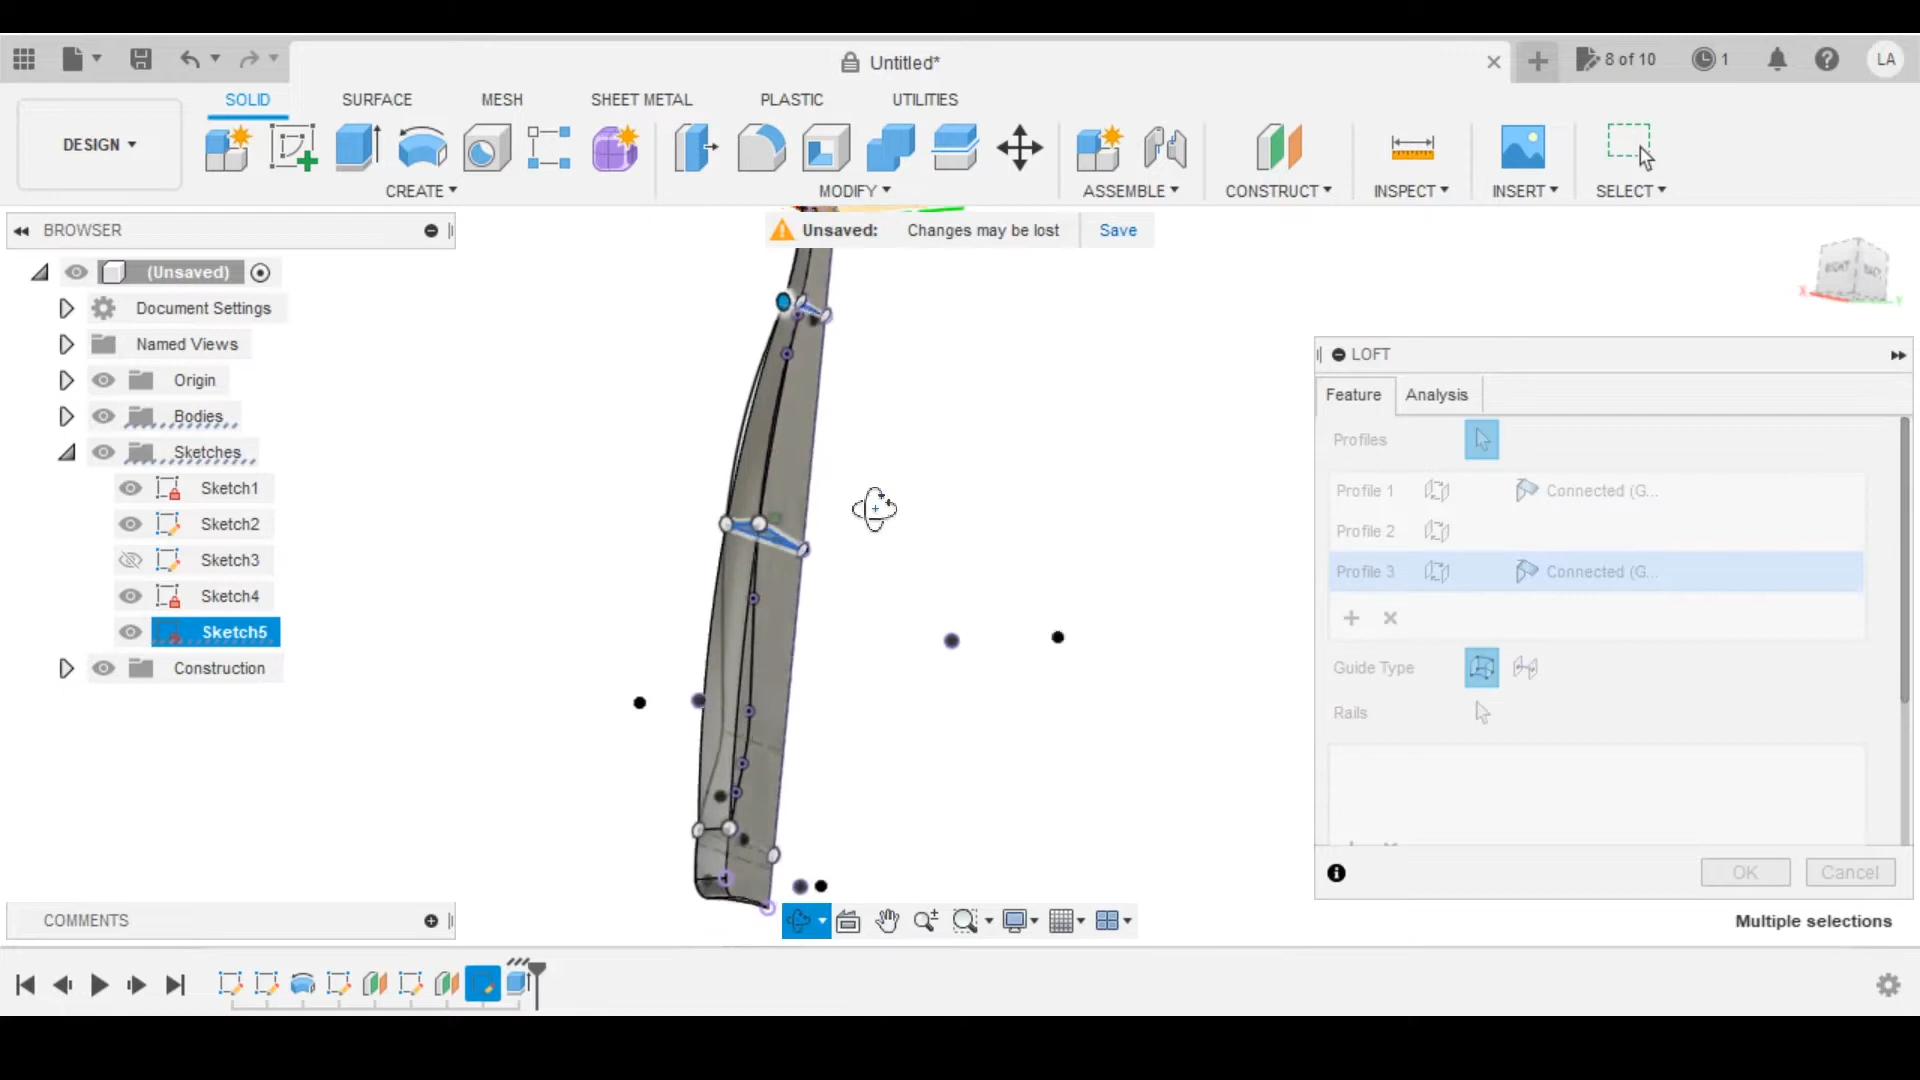 Untitled*
8 of 10
1
LA
DESIGN
SOLID
SURFACE
MESH
SHEET METAL
PLASTIC
UTILITIES
CREATE
MODIFY
ASSEMBLE
CONSTRUCT
INSPECT
INSERT
SELECT
BROWSER
Unsaved: Changes may be lost
Save
(Unsaved)
Document Settings
Named Views
Origin
Bodies
Sketches
Sketch1
Sketch2
Sketch3
Sketch4
Sketch5
Construction
RIGHT
BACK
X
Y
LOFT
Feature
Analysis
Profiles
Profile 1 Connected (G...
Profile 2
Profile 3 Connected (G...
Guide Type
Rails
OK
Cancel
COMMENTS
Multiple selections